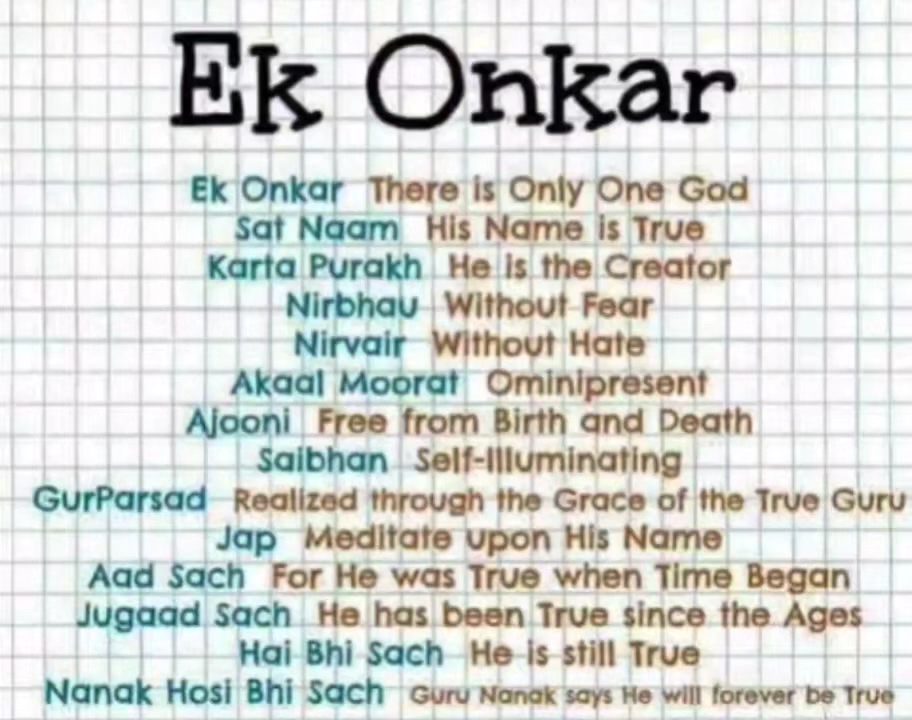 Ek Onkar
Ek Onkar There is Only One God
Sat Naam His Name is True
Karta Purakh He is the Creator
Nirbhau Without Fear
Nirvair Without Hate
Akaal Moorat Ominipresent
Ajooni Free from Birth and Death
Saibhan Self-Illuminating
GurParsad Realized through the Grace of the True Guru
Jap Meditate upon His Name
Aad Sach For He was True when Time Began
Jugaad Sach He has been True since the Ages
Hai Bhi Sach He is still True
Nanak Hosi Bhi Sach Guru Nanak says He will forever be True